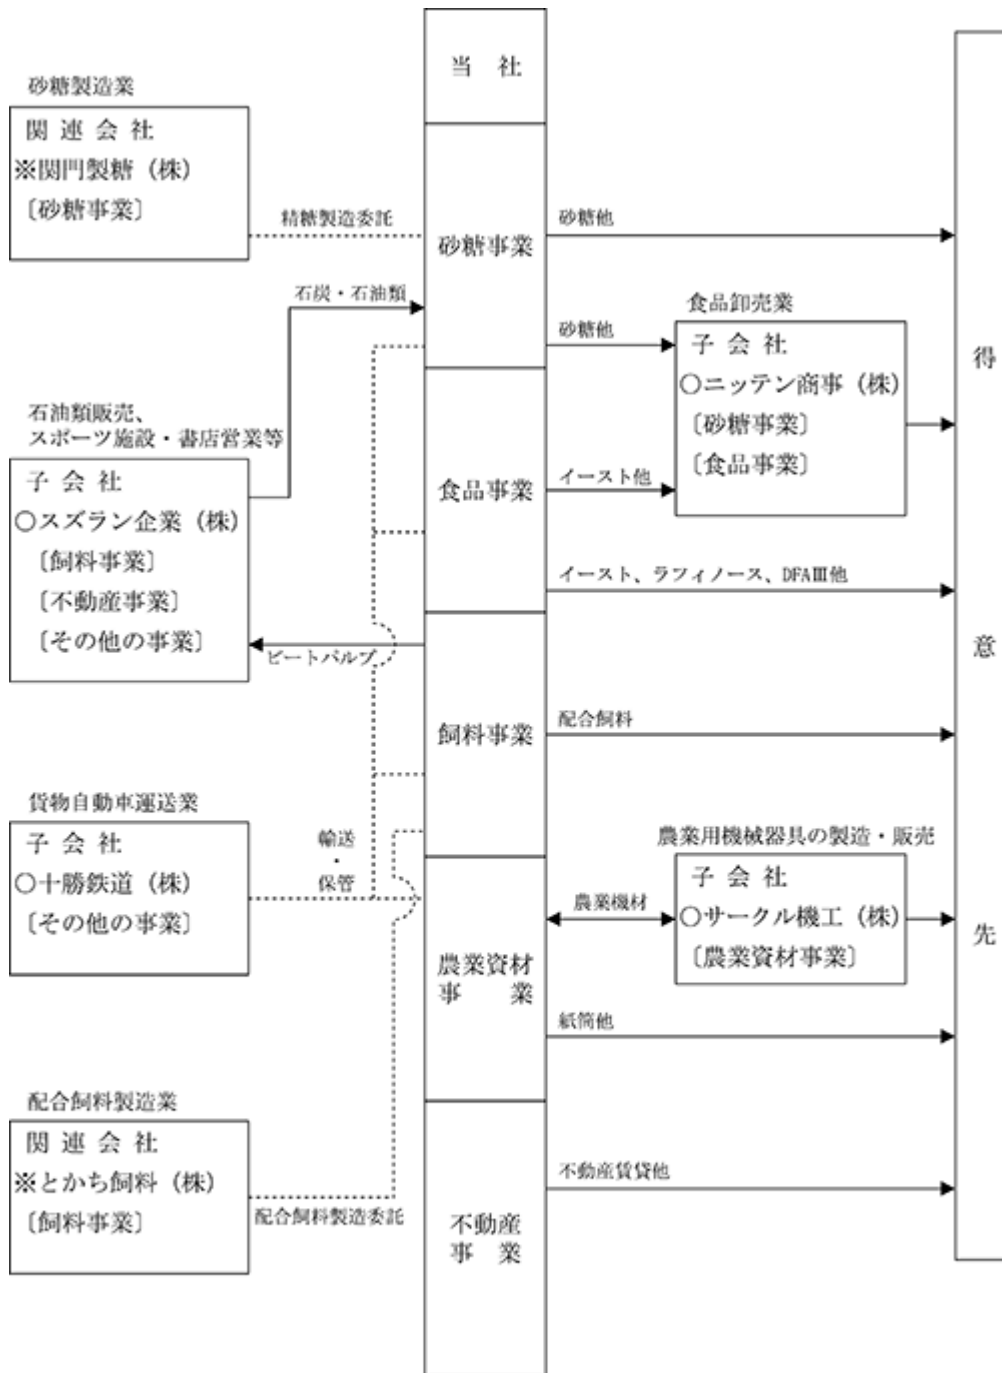 当　社
砂糖製造業
関 連 会 社
※関門製糖（株）
〔砂糖事業〕
精糖製造委託
砂糖事業
砂糖他
石炭・石油類
砂糖他
食品卸売業
子 会 社
○ニッテン商事（株）
〔砂糖事業〕
〔食品事業〕
得
意
先
石油類販売、
スポーツ施設・書店営業等
子 会 社
○スズラン企業（株）
〔飼料事業〕
〔不動産事業〕
〔その他の事業〕
食品事業
イースト他
イースト、ラフィノース、DFAⅢ他
ビートパルプ
飼料事業
配合飼料
貨物自動車運送業
子 会 社
○十勝鉄道（株）
〔その他の事業〕
輸送
・
保管
農業用機械器具の製造・販売
子 会 社
○サークル機工（株）
〔農業資材事業〕
農業機材
農業資材
事　業
紙筒他
配合飼料製造業
関 連 会 社
※とかち飼料（株）
〔飼料事業〕
配合飼料製造委託
不動産賃貸他
不動産
事　業